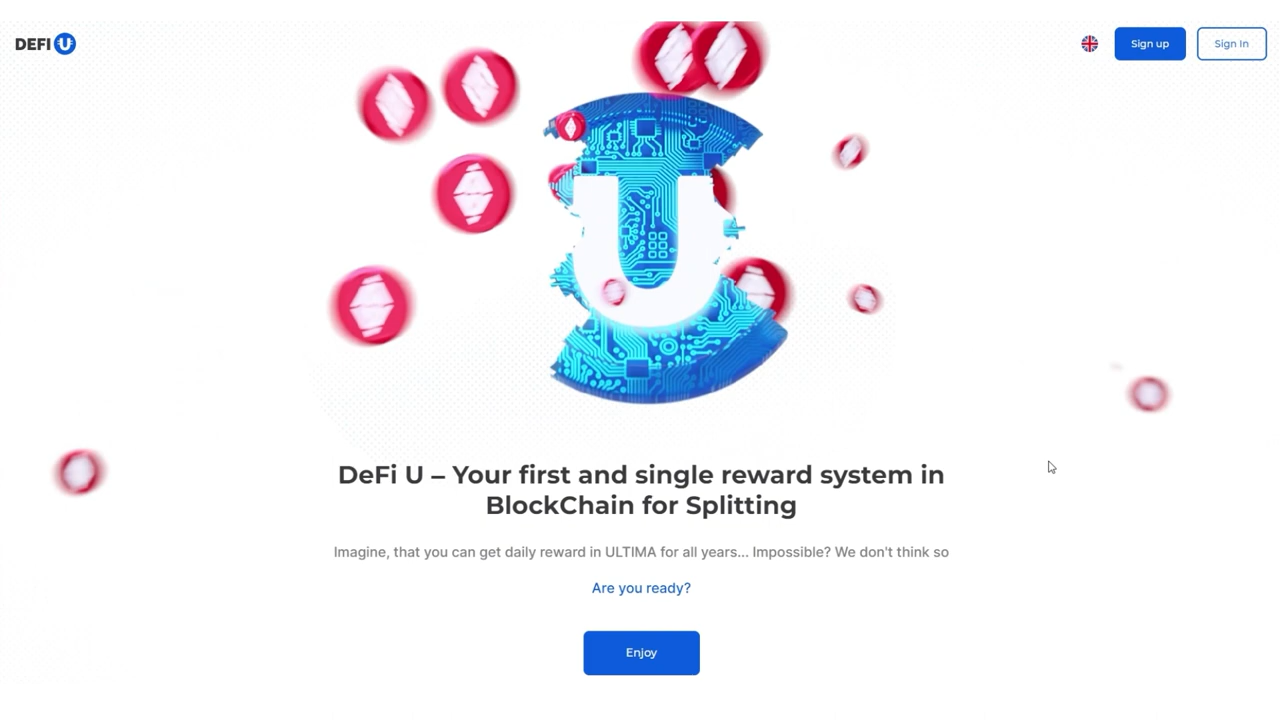 DEFI U
Sign up
Sign In
U
DeFi U – Your first and single reward system in
BlockChain for Splitting
Imagine, that you can get daily reward in ULTIMA for all years... Impossible? We don't think so
Are you ready?
Enjoy